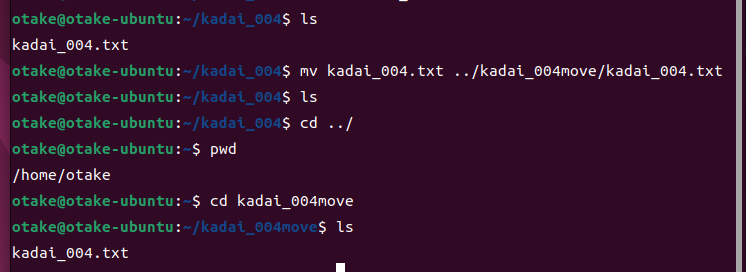 otake@otake-ubuntu:~/kadai_004$ ls
kadai_004.txt
otake@otake-ubuntu:~/kadai_004$ mv kadai_004.txt ../kadai_004move/kadai_004.txt
otake@otake-ubuntu:~/kadai_004$ ls
otake@otake-ubuntu:~/kadai_004$ cd ../
otake@otake-ubuntu:~$ pwd
/home/otake
otake@otake-ubuntu:~$ cd kadai_004move
otake@otake-ubuntu:~/kadai_004move$ ls
kadai_004.txt